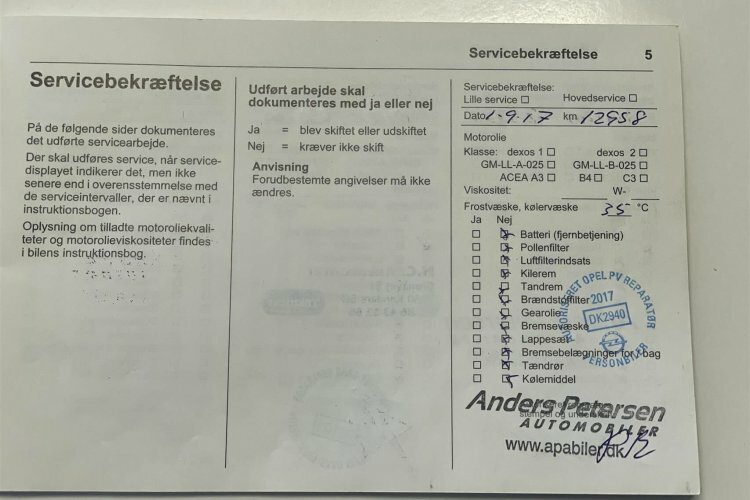 Servicebekræftelse 5
Servicebekræftelse
På de følgende sider dokumenteres
det udførte servicearbejde.
Der skal udføres service, når service-
displayet indikerer det, men ikke
senere end i overensstemmelse med
de serviceintervaller, der er nævnt i
instruktionsbogen.
Oplysning om tilladte motoroliekvali-
teter og motorolieviskositeter findes
i bilens instruktionsbog.
Udført arbejde skal
dokumenteres med ja eller nej
Ja = blev skiftet eller udskiftet
Nej = kræver ikke skift
Anvisning
Forudbestemte angivelser må ikke
ændres.
Servicebekræftelse:
Lille service Hovedservice
Dato 1-9.17 km 12958
Motorolie
Klasse: dexos 1 dexos 2
GM-LL-A-025 GM-LL-B-025
ACEA A3 B4 C3
Viskositet: W-
Frostvæske, kølervæske 35 °C
Ja Nej
Batteri (fjernbetjening)
Pollenfilter
Luftfilterindsats
Kilerem
Tandrem
Brændstoffilter
Gearolie
Bremsevæske
Lappesæt
Bremsebelægninger for / bag
Tændrør
Kølemiddel
AUTORISERET OPEL PV REPARATØR
2017
DK2940
PERSONBILER
Anders Petersen
AUTOMOBILER
stempel og
www.apabiler.dk